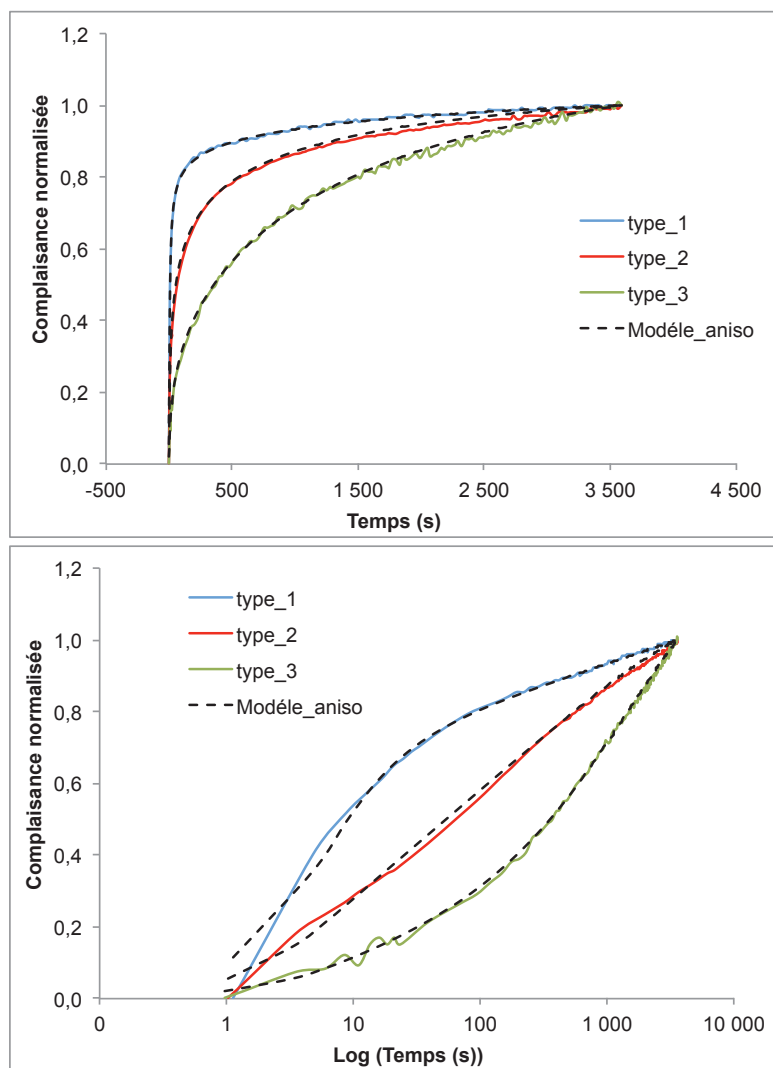 1,2
1,0
0,8
0,6
0,4
0,2
0,0
Complaisance normalisée
type_1
type_2
type_3
Modéle_aniso
-500 500 1 500 2 500 3 500 4 500
Temps (s)
1,2
1,0
0,8
0,6
0,4
0,2
0,0
Complaisance normalisée
type_1
type_2
type_3
Modéle_aniso
0 1 10 100 1 000 10 000
Log (Temps (s))